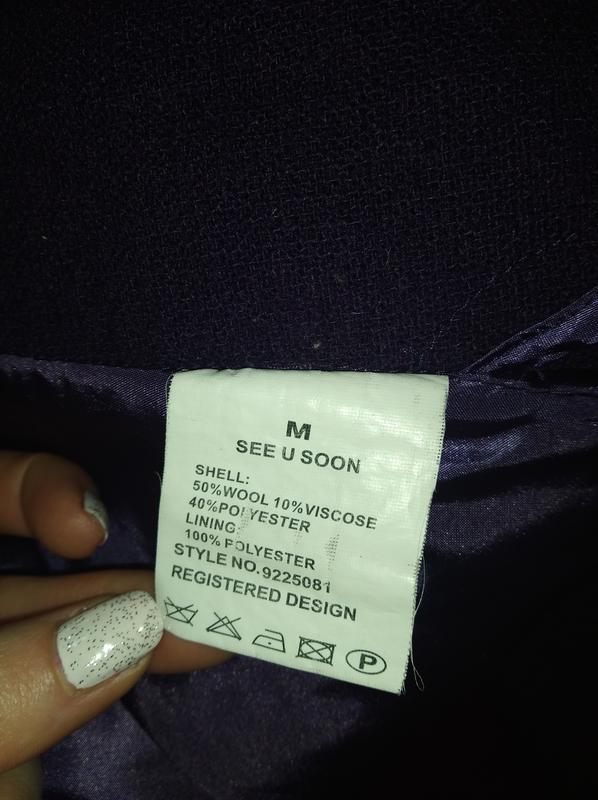 M
SEE U SOON
SHELL:
50%WOOL 10%VISCOSE
40%POLYESTER
LINING:
100% POLYESTER
STYLE NO.9225081
REGISTERED DESIGN
P